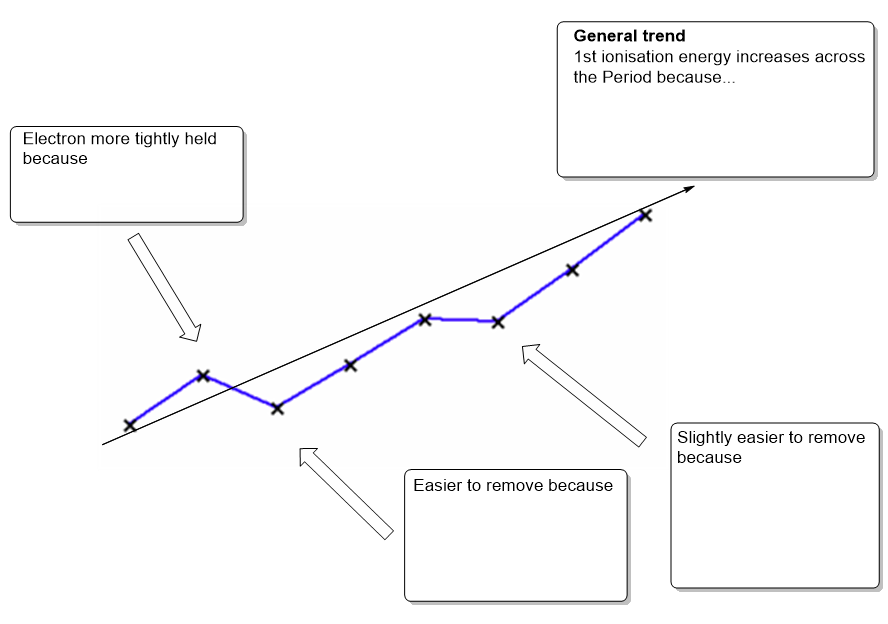 General trend
1st ionisation energy increases across
the Period because...
Electron more tightly held
because
Slightly easier to remove
because
Easier to remove because